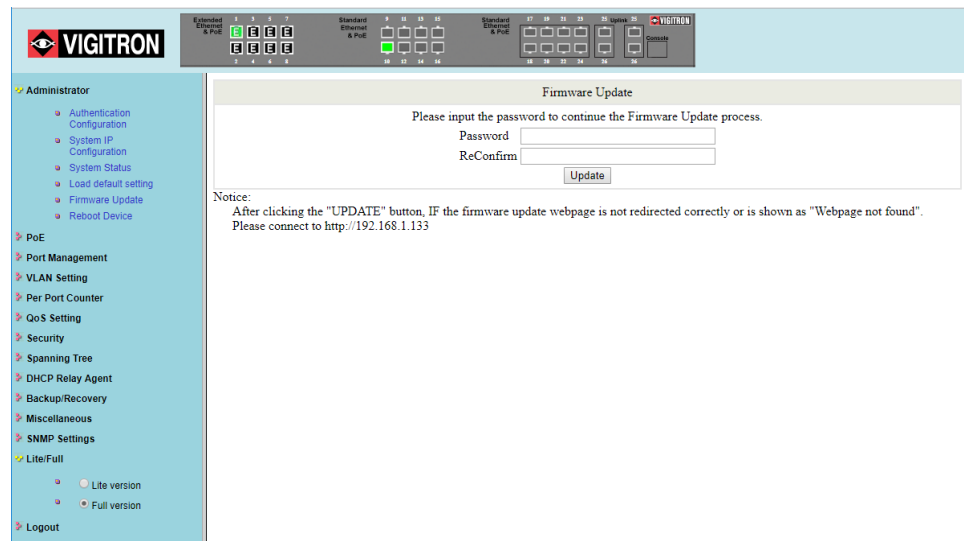 VIGITRON
Extended
Ethernet
& PoE
1 3 5 7
E E E E
E E E E
2 4 6 8
Standard
Ethernet
& PoE
9 11 13 15
10 12 14 16
Standard
Ethernet
& PoE
17 19 21 23
18 20 22 24
25 Uplink 25
26 26
VIGITRON
Console
Administrator
Authentication
Configuration
System IP
Configuration
System Status
Load default setting
Firmware Update
Reboot Device
PoE
Port Management
VLAN Setting
Per Port Counter
QoS Setting
Security
Spanning Tree
DHCP Relay Agent
Backup/Recovery
Miscellaneous
SNMP Settings
Lite/Full
Lite version
Full version
Logout
Firmware Update
Please input the password to continue the Firmware Update process.
Password
ReConfirm
Update
Notice:
After clicking the "UPDATE" button, IF the firmware update webpage is not redirected correctly or is shown as "Webpage not found".
Please connect to http://192.168.1.133